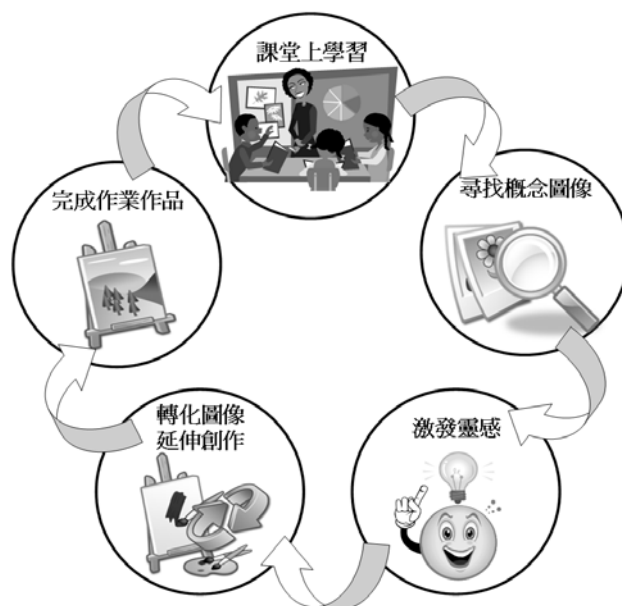 課堂上學習
尋找概念圖像
激發靈感
轉化圖像
延伸創作
完成作業作品